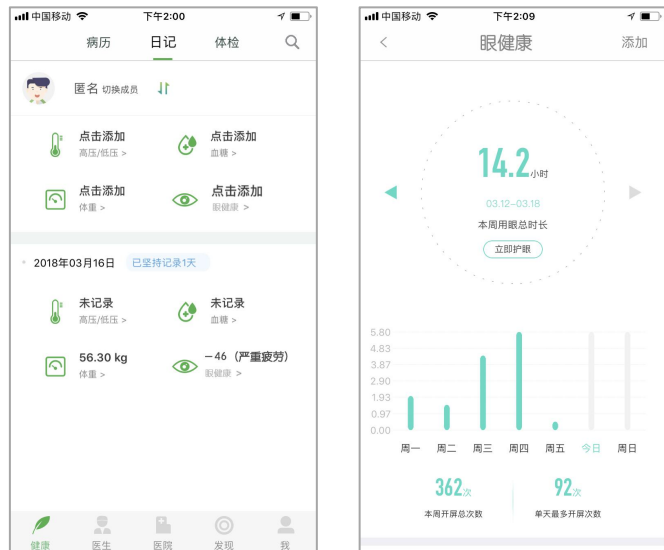 中国移动 下午2:00
病历 日记 体检
匿名 切换成员
点击添加 点击添加
高压/低压 > 血糖 >
点击添加 点击添加
体重 > 眼健康 >
2018年03月16日 已坚持记录1天
未记录 未记录
高压/低压 > 血糖 >
56.30 kg －46（严重疲劳）
体重 > 眼健康 >
健康 医生 医院 发现 我
中国移动 下午2:09
< 眼健康 添加
14.2小时
03.12-03.18
本周用眼总时长
立即护眼
5.80
4.83
3.87
2.90
1.93
0.97
0.00
周一 周二 周三 周四 周五 今日 周日
362次 92次
本周开屏总次数 单天最多开屏次数